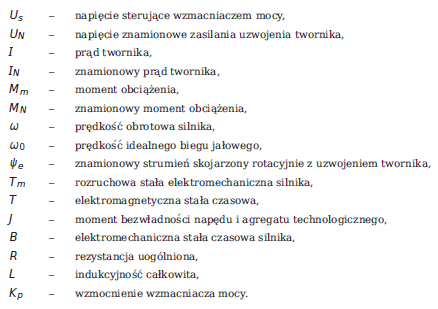 U_s – napięcie sterujące wzmacniaczem mocy,
U_N – napięcie znamionowe zasilania uzwojenia twornika,
I – prąd twornika,
I_N – znamionowy prąd twornika,
M_m – moment obciążenia,
M_N – znamionowy moment obciążenia,
ω – prędkość obrotowa silnika,
ω_0 – prędkość idealnego biegu jałowego,
ψ_e – znamionowy strumień skojarzony rotacyjnie z uzwojeniem twornika,
T_m – rozruchowa stała elektromechaniczna silnika,
T – elektromagnetyczna stała czasowa,
J – moment bezwładności napędu i agregatu technologicznego,
B – elektromechaniczna stała czasowa silnika,
R – rezystancja uogólniona,
L – indukcyjność całkowita,
K_p – wzmocnienie wzmacniacza mocy.